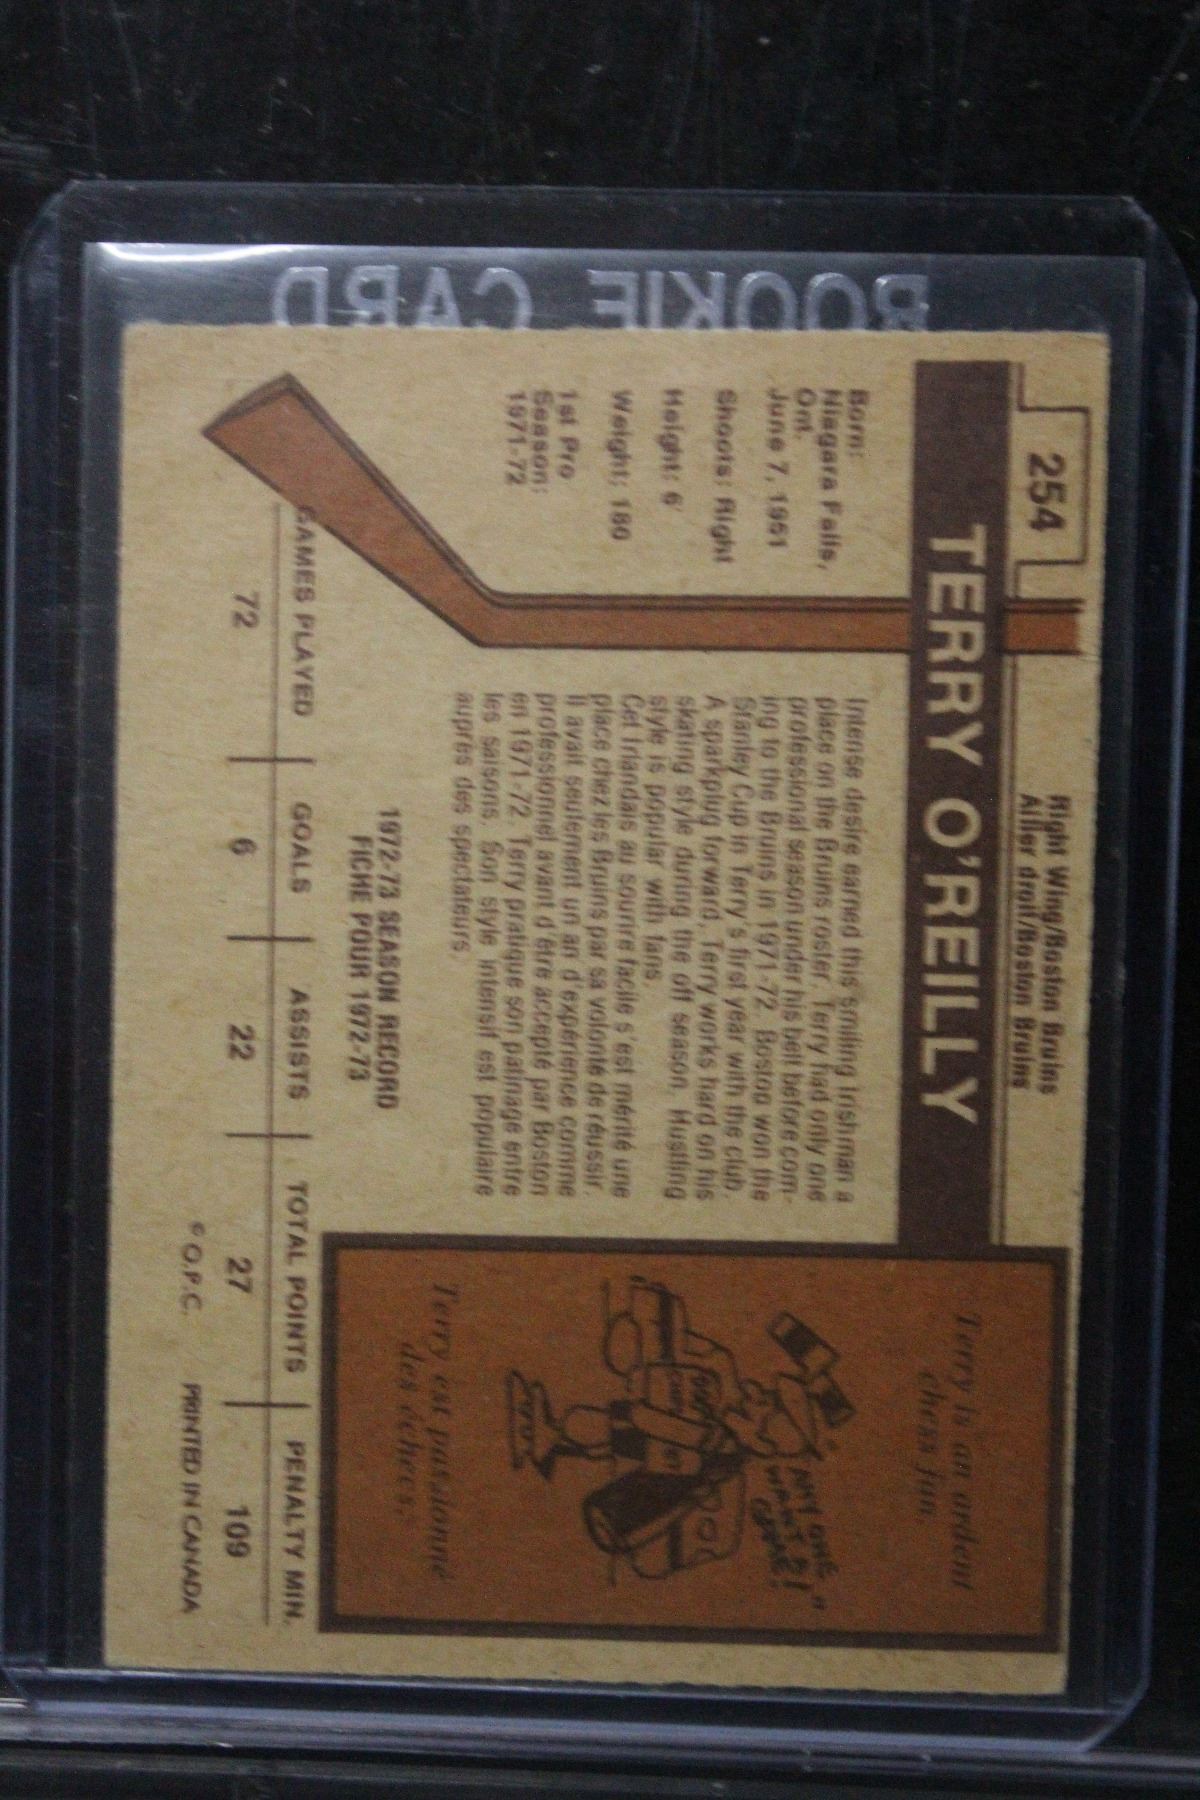 ROOKIE CARD
254
Right Wing/Boston Bruins
Ailier droit/Boston Bruins
TERRY O'REILLY
Born:
Niagara Falls,
Ont.
June 7, 1951
Shoots: Right
Height: 6'
Weight: 180
1st Pro
Season:
1971-72
Intense desire earned this smiling Irishman a
place on the Bruins roster. Terry had only one
professional season under his belt before com-
ing to the Bruins in 1971-72. Boston won the
Stanley Cup in Terry's first year with the club.
A sparkplug forward, Terry works hard on his
skating style during the off season. Hustling
style is popular with fans.
Cet Irlandais au sourire facile s'est mérité une
place chez les Bruins par sa volonté de réussir.
Il avait seulement un an d'expérience comme
professionnel avant d'être accepté par Boston
en 1971-72. Terry pratique son patinage entre
les saisons. Son style intensif est populaire
auprès des spectateurs.
Terry is an ardent
chess fan.
ANY ONE
WANT A
GAME!
Terry est passionné
des échecs.
1972-73 SEASON RECORD
FICHE POUR 1972-73
GAMES PLAYED GOALS ASSISTS TOTAL POINTS PENALTY MIN.
72 6 22 27 109
© O.P.C. PRINTED IN CANADA